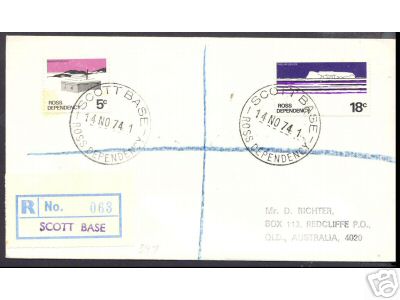 ROSS
DEPENDENCY 5c
SCOTT BASE
14 NO 74 1
ROSS DEPENDENCY
ROSS
DEPENDENCY 18c
SCOTT BASE
14 NO 74 1
ROSS DEPENDENCY
R No. 063
SCOTT BASE
Mr. D. RICHTER,
BOX 113, REDCLIFFE P.O.,
QLD., AUSTRALIA, 4020